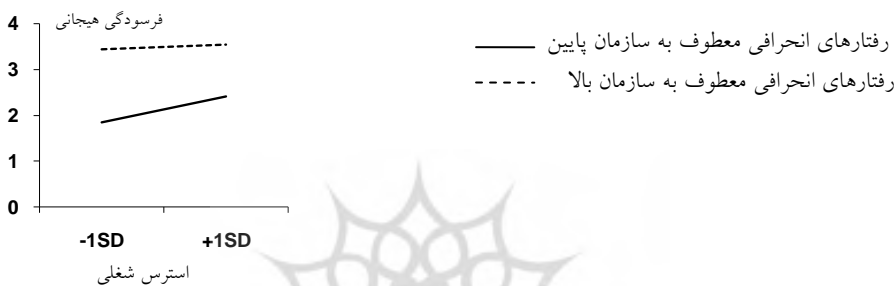 فرسودگی هیجانی
4
3
2
1
0
-1SD +1SD
استرس شغلی
رفتارهای انحرافی معطوف به سازمان پایین
رفتارهای انحرافی معطوف به سازمان بالا